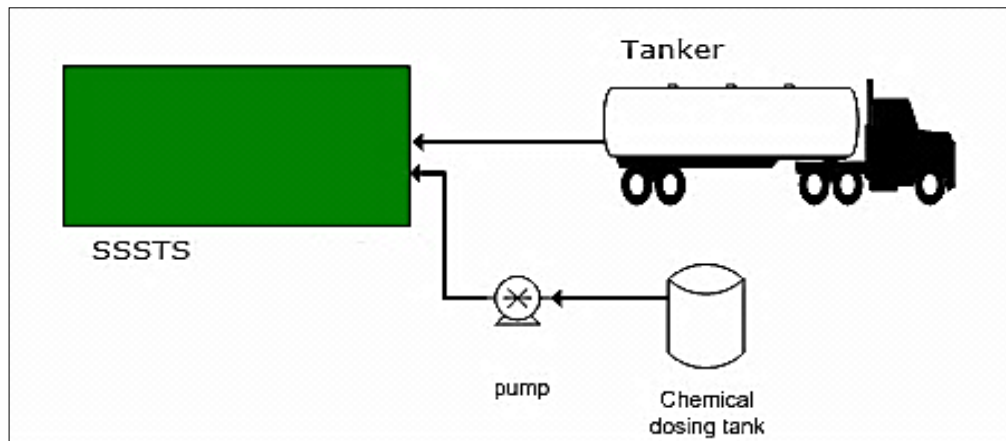 Tanker
SSSTS
pump
Chemical
dosing tank